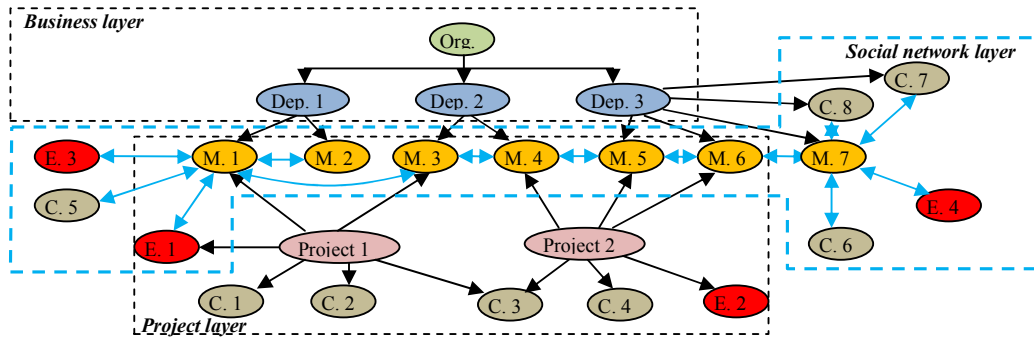 Business layer
Org.
Social network layer
C. 7
Dep. 1
Dep. 2
Dep. 3
C. 8
E. 3
M. 1
M. 2
M. 3
M. 4
M. 5
M. 6
M. 7
C. 5
E. 4
E. 1
Project 1
Project 2
C. 6
C. 1
C. 2
C. 3
C. 4
E. 2
Project layer